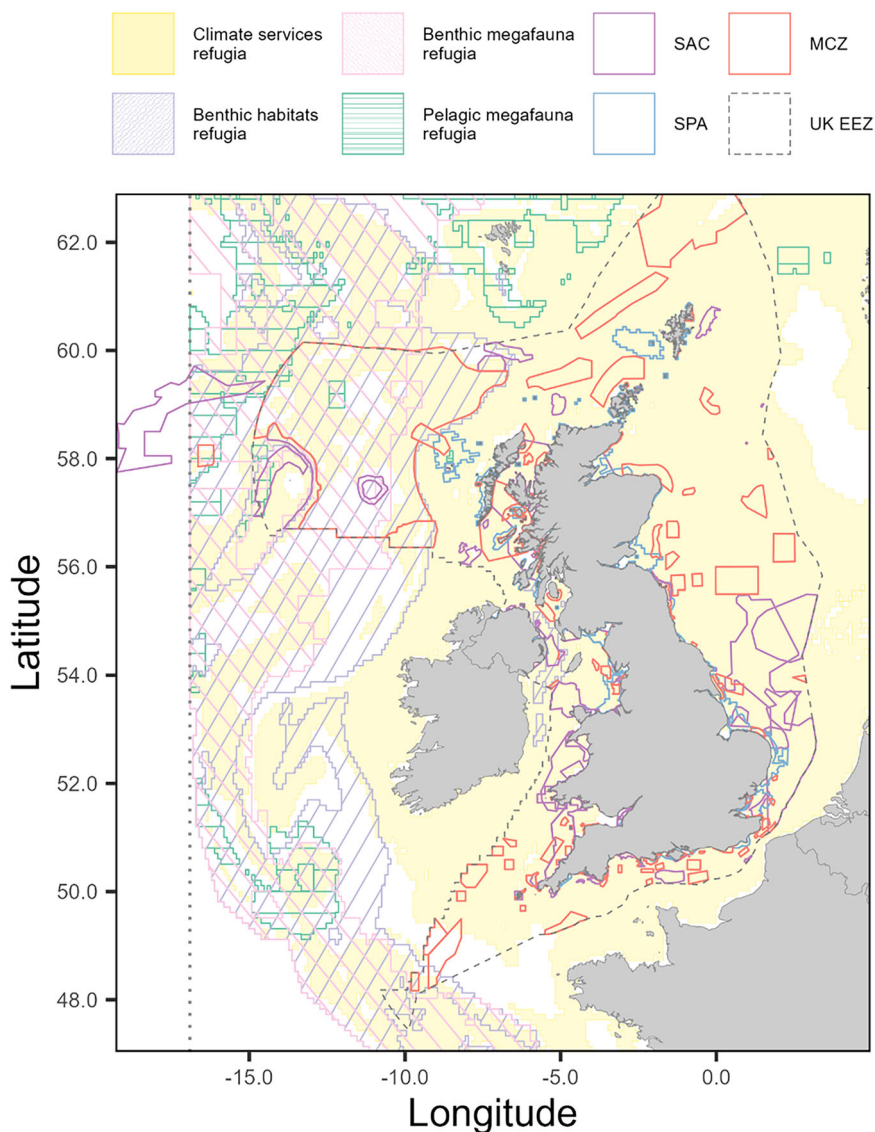 Climate services
refugia
Benthic megafauna
refugia
SAC
MCZ
Benthic habitats
refugia
Pelagic megafauna
refugia
SPA
UK EEZ
62.0
60.0
58.0
56.0
54.0
52.0
50.0
48.0
Latitude
-15.0
-10.0
-5.0
0.0
Longitude